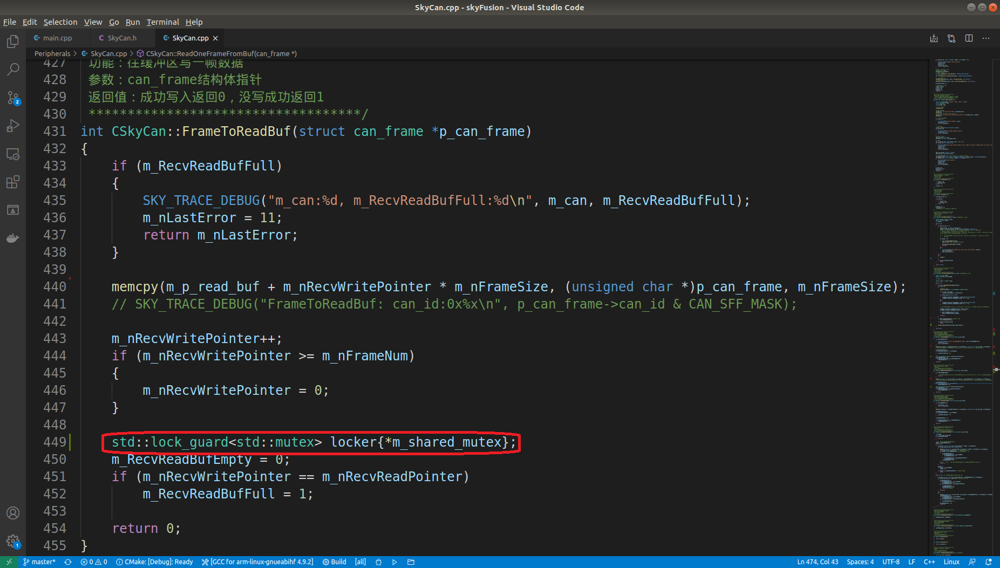 SkyCan.cpp - skyFusion - Visual Studio Code
File Edit Selection View Go Run Terminal Help
main.cpp
C SkyCan.h
SkyCan.cpp ×
Peripherals > SkyCan.cpp > CSkyCan::ReadOneFrameFromBuf(can_frame *)
427 功能：往缓冲区写一帧数据
428 参数：can_frame结构体指针
429 返回值：成功写入返回0，没写成功返回1
430 ***********************************/
431 int CSkyCan::FrameToReadBuf(struct can_frame *p_can_frame)
432 {
433 if (m_RecvReadBufFull)
434 {
435 SKY_TRACE_DEBUG("m_can:%d, m_RecvReadBufFull:%d\n", m_can, m_RecvReadBufFull);
436 m_nLastError = 11;
437 return m_nLastError;
438 }
439
440 memcpy(m_p_read_buf + m_nRecvWritePointer * m_nFrameSize, (unsigned char *)p_can_frame, m_nFrameSize);
441 // SKY_TRACE_DEBUG("FrameToReadBuf: can_id:0x%x\n", p_can_frame->can_id & CAN_SFF_MASK);
442
443 m_nRecvWritePointer++;
444 if (m_nRecvWritePointer >= m_nFrameNum)
445 {
446 m_nRecvWritePointer = 0;
447 }
448
449 std::lock_guard<std::mutex> locker{*m_shared_mutex};
450 m_RecvReadBufEmpty = 0;
451 if (m_nRecvWritePointer == m_nRecvReadPointer)
452 m_RecvReadBufFull = 1;
453
454 return 0;
455 }
2
1
master* 0 0 CMake: [Debug]: Ready [GCC for arm-linux-gnueabihf 4.9.2] Build [all] Ln 474, Col 43 Spaces: 4 UTF-8 LF C++ Linux